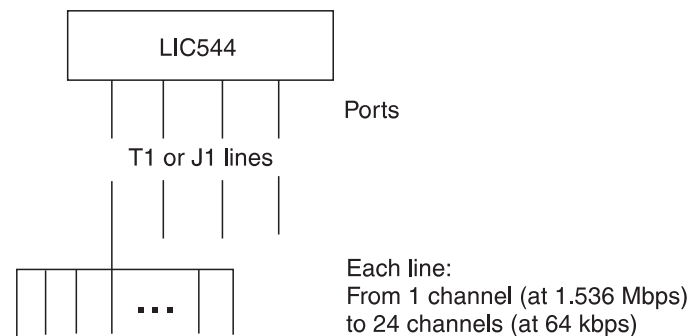 LIC544
Ports
T1 or J1 lines
...
Each line:
From 1 channel (at 1.536 Mbps)
to 24 channels (at 64 kbps)